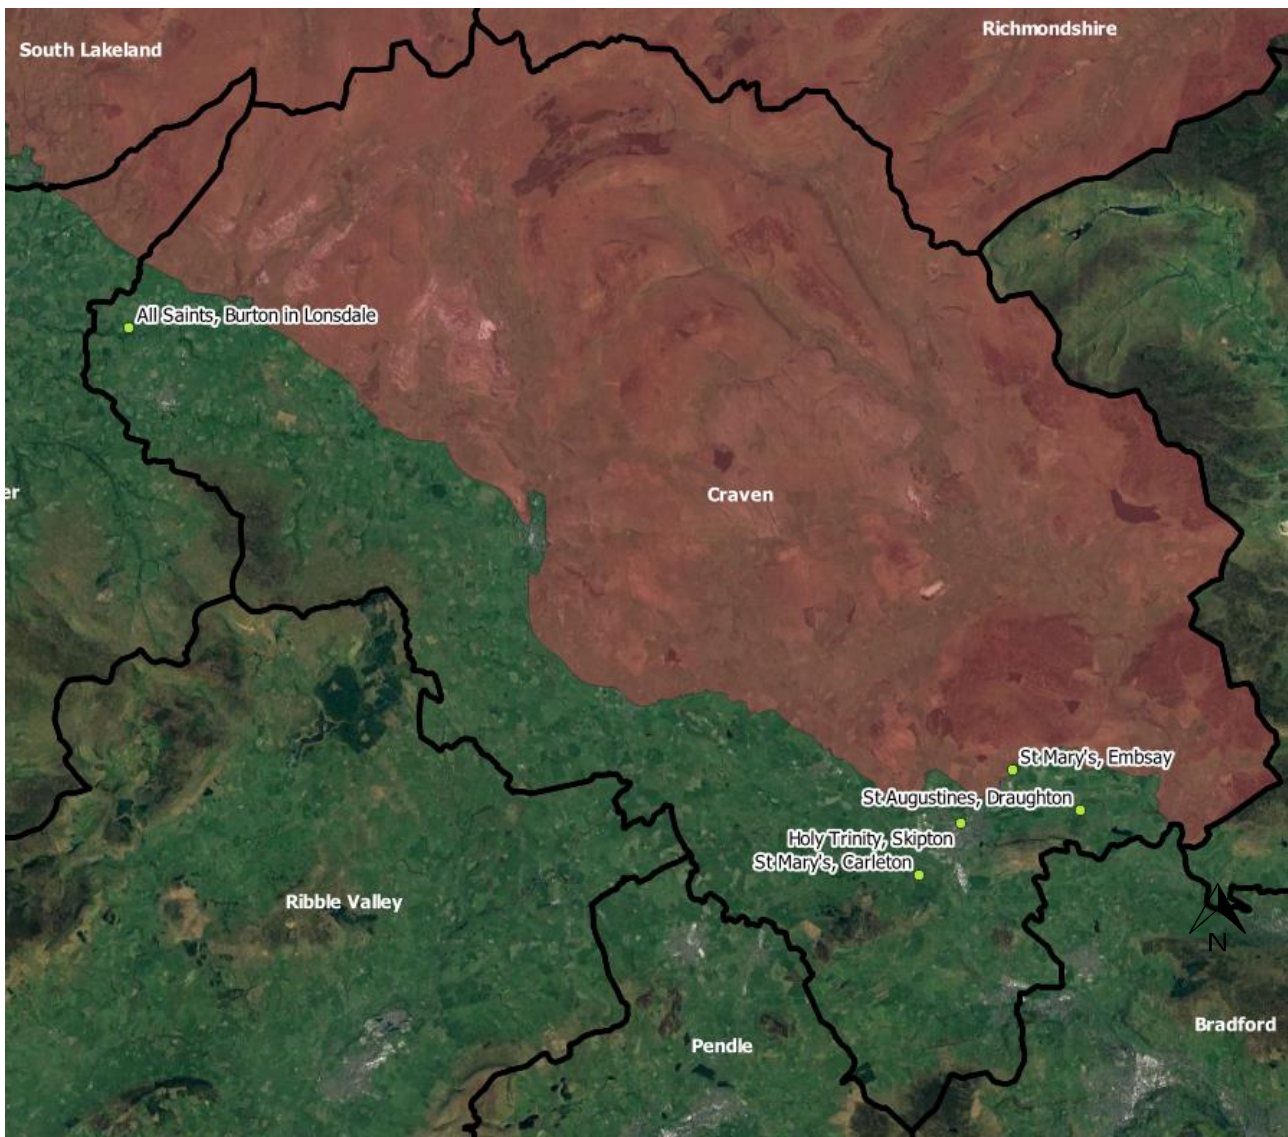 South Lakeland
Richmondshire
All Saints, Burton in Lonsdale
er
Craven
St Mary's, Embsay
St Augustines, Draughton
Holy Trinity, Skipton
St Mary's, Carleton
Ribble Valley
N
Bradford
Pendle